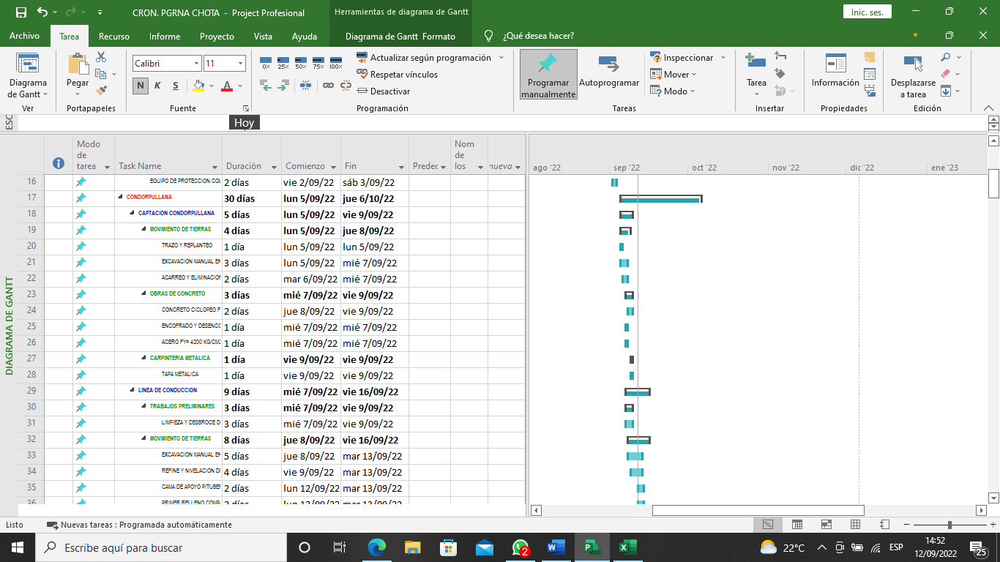 CRON. PGRNA CHOTA - Project Profesional
Herramientas de diagrama de Gantt
Inic. ses.
Archivo Tarea Recurso Informe Proyecto Vista Ayuda Diagrama de Gantt Formato ¿Qué desea hacer?
Diagrama de Gantt
Ver
Pegar
Portapapeles
Calibri 11
N K S A
Fuente
0% 25% 50% 75% 100%
Actualizar según programación
Respetar vínculos
Desactivar
Programación
Programar manualmente
Autoprogramar
Inspeccionar
Mover
Modo
Tareas
Tarea
Insertar
Información
Propiedades
Desplazarse a tarea
Edición
ESC
Hoy
DIAGRAMA DE GANTT
Modo de tarea Task Name Duración Comienzo Fin Predec Nom de los nueva
ago '22 sep '22 oct '22 nov '22 dic '22 ene '23
16 EQUIPO DE PROTECCION COL 2 días vie 2/09/22 sáb 3/09/22
17 CONDORPULLANA 30 días lun 5/09/22 jue 6/10/22
18 CAPTACION CONDORPULLANA 5 días lun 5/09/22 vie 9/09/22
19 MOVIMIENTO DE TIERRAS 4 días lun 5/09/22 jue 8/09/22
20 TRAZO Y REPLANTEO 1 día lun 5/09/22 lun 5/09/22
21 EXCAVACION MANUAL EN 3 días lun 5/09/22 mié 7/09/22
22 ACARREO Y ELIMINACION 2 días mar 6/09/22 mié 7/09/22
23 OBRAS DE CONCRETO 3 días mié 7/09/22 vie 9/09/22
24 CONCRETO CICLOPEO F 2 días jue 8/09/22 vie 9/09/22
25 ENCOFRADO Y DESENCO 1 día mié 7/09/22 mié 7/09/22
26 ACERO FY= 4200 KG/CM2 1 día mié 7/09/22 mié 7/09/22
27 CARPINTERIA METALICA 1 día vie 9/09/22 vie 9/09/22
28 TAPA METALICA 1 día vie 9/09/22 vie 9/09/22
29 LINEA DE CONDUCCION 9 días mié 7/09/22 vie 16/09/22
30 TRABAJOS PRELIMINARES 3 días mié 7/09/22 vie 9/09/22
31 LIMPIEZA Y DESBROCE D 3 días mié 7/09/22 vie 9/09/22
32 MOVIMIENTO DE TIERRAS 8 días jue 8/09/22 vie 16/09/22
33 EXCAVACION MANUAL EN 5 días jue 8/09/22 mar 13/09/22
34 REFINE Y NIVELACION DE 4 días vie 9/09/22 mar 13/09/22
35 CAMA DE APOYO P/TUBER 2 días lun 12/09/22 mar 13/09/22
36 PRIMER RELLENO COMP 2 días lun 12/09/22 mar 13/09/22
Listo Nuevas tareas : Programada automáticamente
Escribe aquí para buscar
2
22°C
ESP
14:52
12/09/2022
25